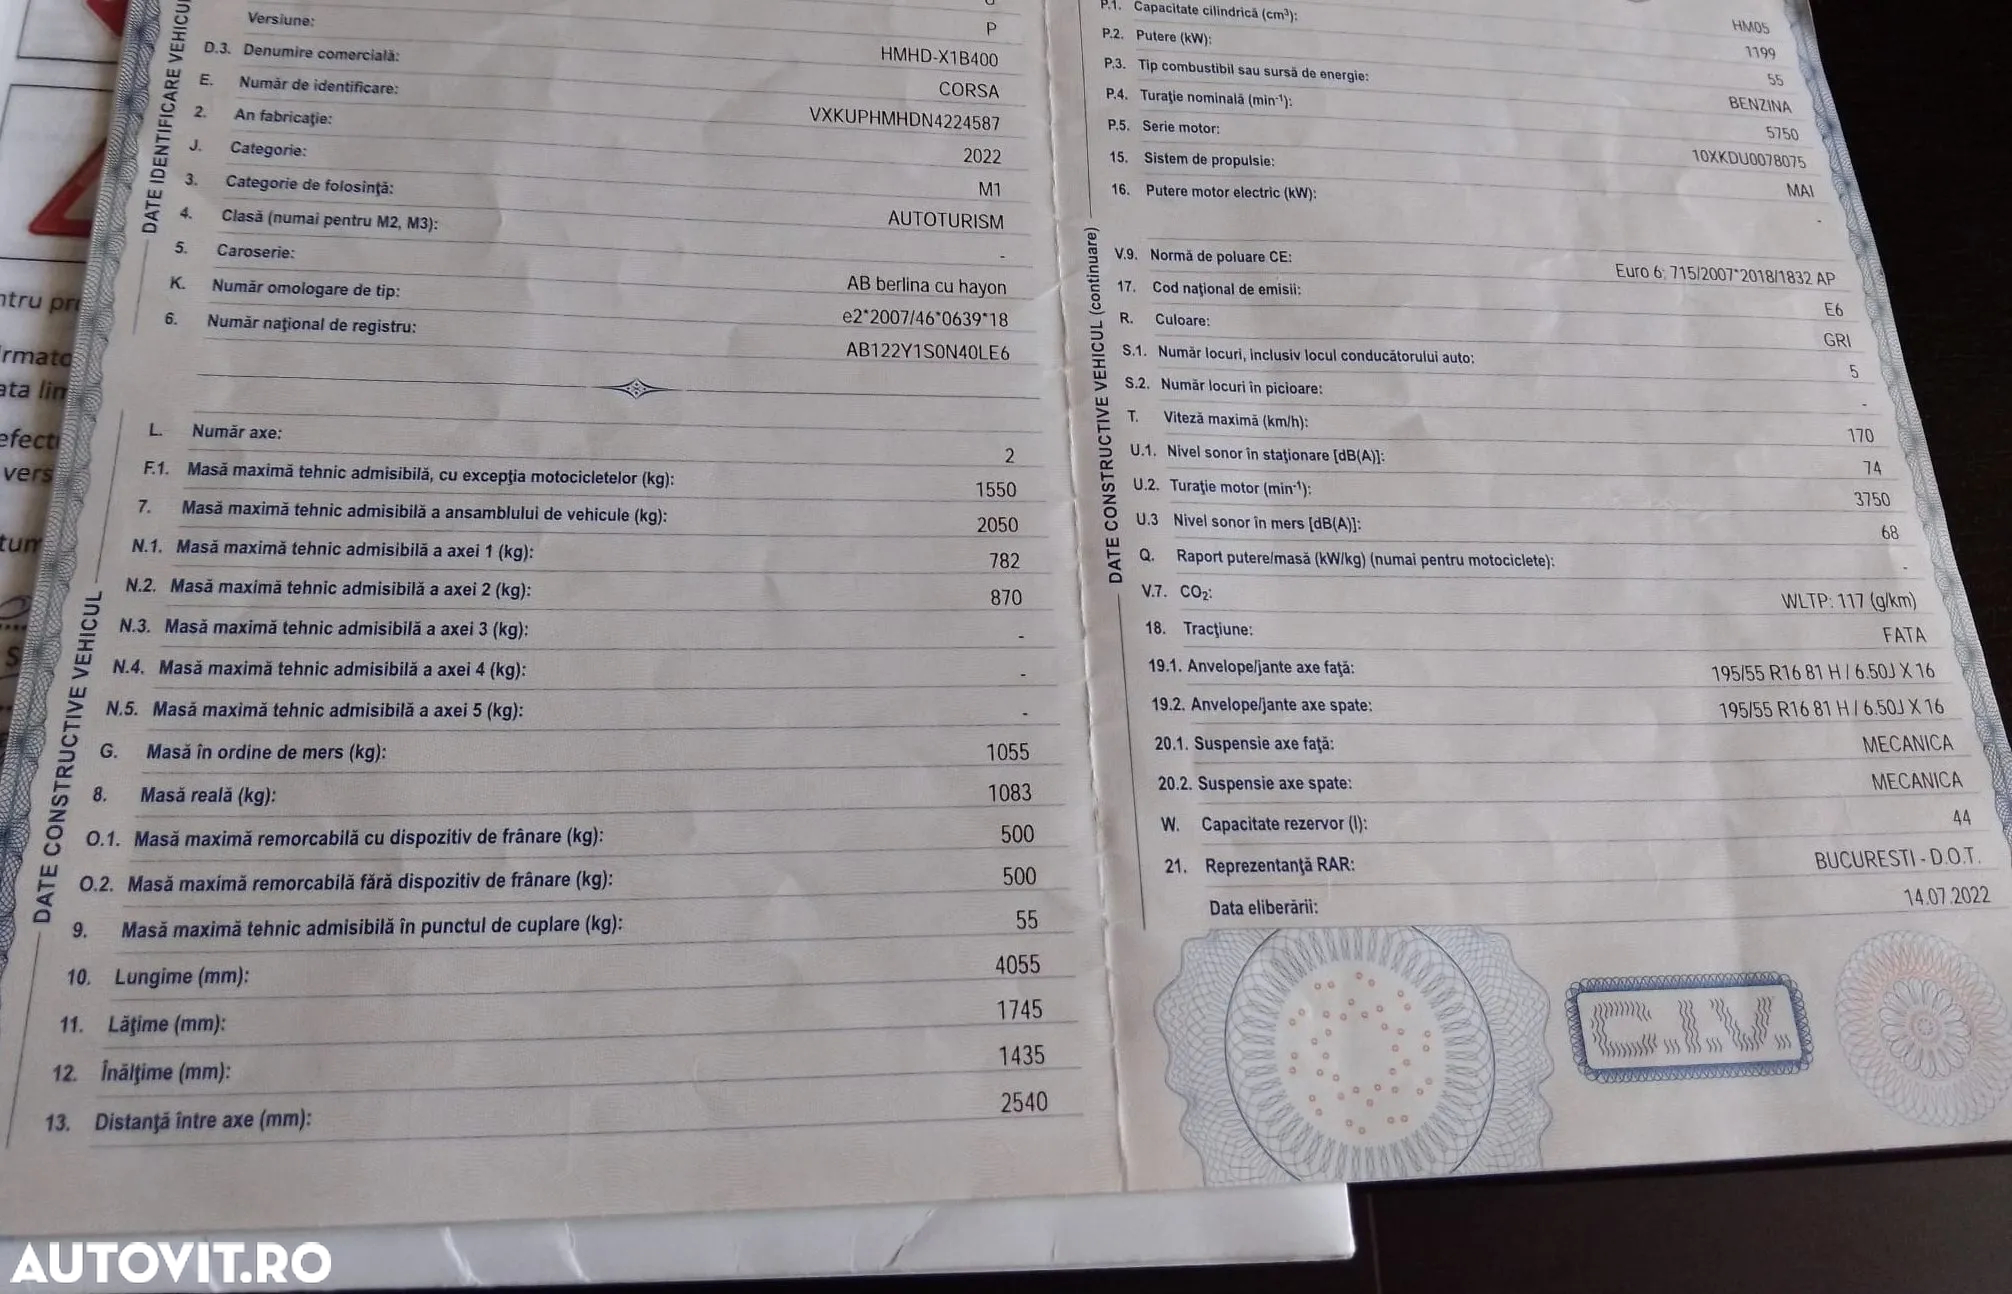 DATE IDENTIFICARE VEHICUL
Versiune:
P
D.3. Denumire comercială:
HMHD-X1B400
E. Număr de identificare:
CORSA
2. An fabricație:
VXKUPHMHDN4224587
J. Categorie:
2022
3. Categorie de folosință:
M1
4. Clasă (numai pentru M2, M3):
AUTOTURISM
5. Caroserie:
-
K. Număr omologare de tip:
AB berlina cu hayon
6. Număr național de registru:
e2*2007/46*0639*18
AB122Y1S0N40LE6
DATE CONSTRUCTIVE VEHICUL
L. Număr axe:
2
F.1. Masă maximă tehnic admisibilă, cu excepția motocicletelor (kg):
1550
7. Masă maximă tehnic admisibilă a ansamblului de vehicule (kg):
2050
N.1. Masă maximă tehnic admisibilă a axei 1 (kg):
782
N.2. Masă maximă tehnic admisibilă a axei 2 (kg):
870
N.3. Masă maximă tehnic admisibilă a axei 3 (kg):
-
N.4. Masă maximă tehnic admisibilă a axei 4 (kg):
-
N.5. Masă maximă tehnic admisibilă a axei 5 (kg):
-
G. Masă în ordine de mers (kg):
1055
8. Masă reală (kg):
1083
O.1. Masă maximă remorcabilă cu dispozitiv de frânare (kg):
500
O.2. Masă maximă remorcabilă fără dispozitiv de frânare (kg):
500
9. Masă maximă tehnic admisibilă în punctul de cuplare (kg):
55
10. Lungime (mm):
4055
11. Lățime (mm):
1745
12. Înălțime (mm):
1435
13. Distanță între axe (mm):
2540
P.1. Capacitate cilindrică (cm³):
HM05
P.2. Putere (kW):
1199
P.3. Tip combustibil sau sursă de energie:
55
P.4. Turație nominală (min-¹):
BENZINA
P.5. Serie motor:
5750
15. Sistem de propulsie:
10XKDU0078075
16. Putere motor electric (kW):
MAI
-
DATE CONSTRUCTIVE VEHICUL (continuare)
V.9. Normă de poluare CE:
Euro 6; 715/2007*2018/1832 AP
17. Cod național de emisii:
E6
R. Culoare:
GRI
S.1. Număr locuri, inclusiv locul conducătorului auto:
5
S.2. Număr locuri în picioare:
-
T. Viteză maximă (km/h):
170
U.1. Nivel sonor în staționare [dB(A)]:
74
U.2. Turație motor (min-¹):
3750
U.3 Nivel sonor în mers [dB(A)]:
68
Q. Raport putere/masă (kW/kg) (numai pentru motociclete):
-
V.7. CO₂:
WLTP: 117 (g/km)
18. Tracțiune:
FATA
19.1. Anvelope/jante axe față:
195/55 R16 81 H / 6.50J X 16
19.2. Anvelope/jante axe spate:
195/55 R16 81 H / 6.50J X 16
20.1. Suspensie axe față:
MECANICA
20.2. Suspensie axe spate:
MECANICA
W. Capacitate rezervor (l):
44
21. Reprezentanță RAR:
BUCURESTI - D.O.T.
Data eliberării:
14.07.2022
C.I.V.
AUTOVIT.RO